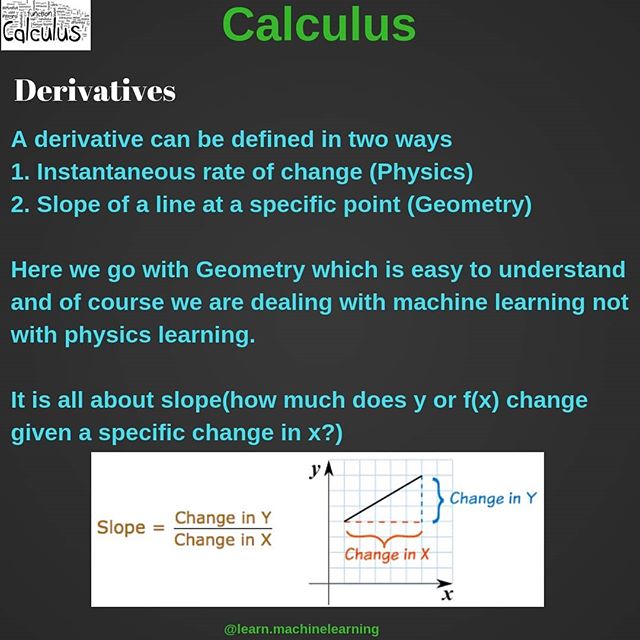 function
Calculus
Calculus
Derivatives
A derivative can be defined in two ways
1. Instantaneous rate of change (Physics)
2. Slope of a line at a specific point (Geometry)
Here we go with Geometry which is easy to understand
and of course we are dealing with machine learning not
with physics learning.
It is all about slope(how much does y or f(x) change
given a specific change in x?)
Slope = Change in Y
Change in X
y
Change in Y
Change in X
x
@learn.machinelearning